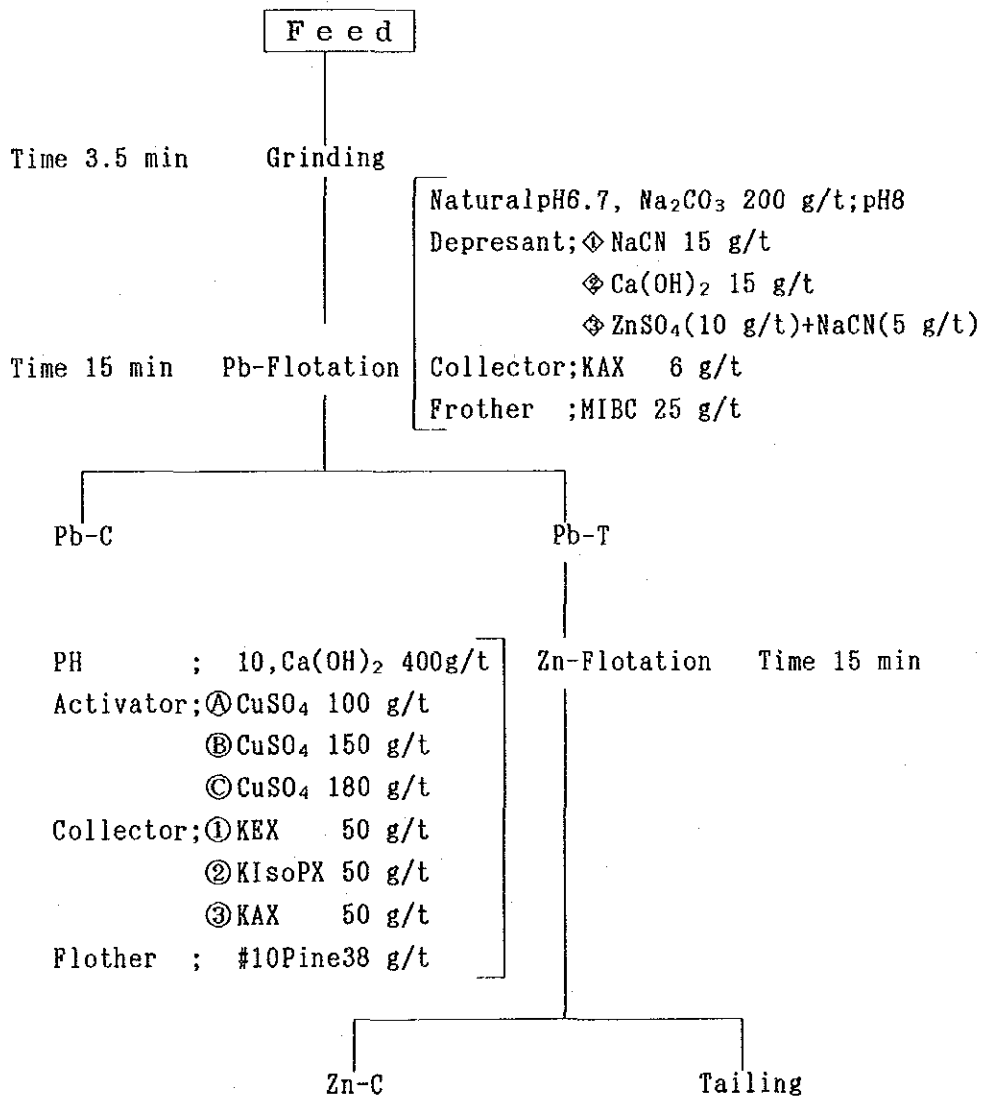 Feed
Time 3.5 min Grinding
NaturalpH6.7, Na₂CO₃ 200 g/t;pH8
Depresant;① NaCN 15 g/t
② Ca(OH)₂ 15 g/t
③ ZnSO₄(10 g/t)+NaCN(5 g/t)
Time 15 min Pb-Flotation Collector;KAX 6 g/t
Frother ;MIBC 25 g/t
Pb-C Pb-T
PH ; 10,Ca(OH)₂ 400g/t Zn-Flotation Time 15 min
Activator;ⒶCuSO₄ 100 g/t
ⒷCuSO₄ 150 g/t
ⒸCuSO₄ 180 g/t
Collector;①KEX 50 g/t
②KIsoPX 50 g/t
③KAX 50 g/t
Flother ; #10Pine38 g/t
Zn-C Tailing